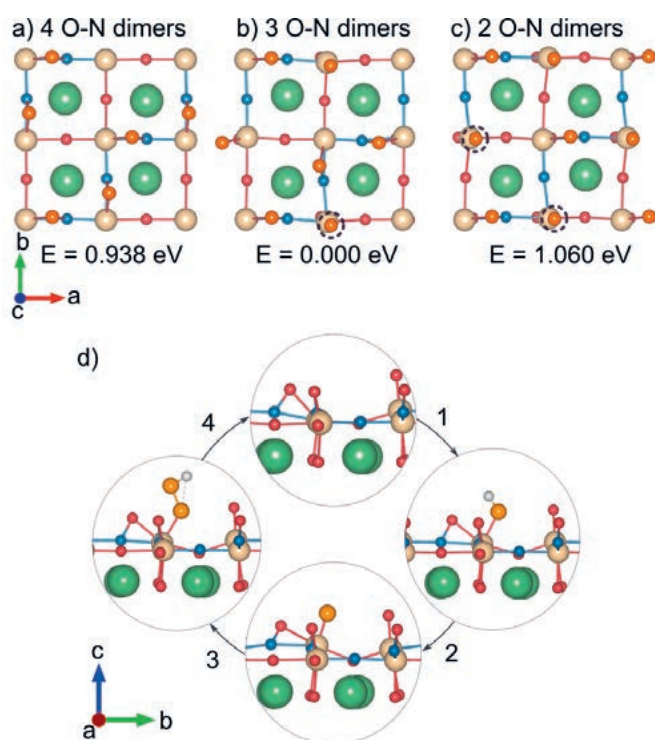 a) 4 O-N dimers
b) 3 O-N dimers
c) 2 O-N dimers
E = 0.938 eV
E = 0.000 eV
E = 1.060 eV
b
c
a
d)
4
1
3
2
c
a
b